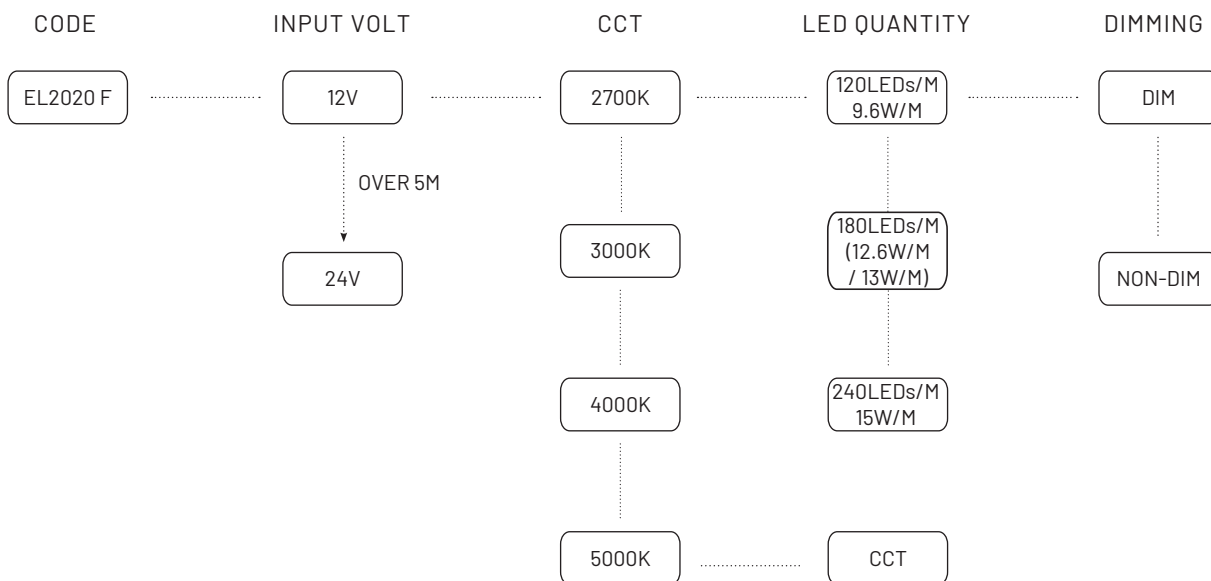 CODE
INPUT VOLT
CCT
LED QUANTITY
DIMMING
EL2020 F
12V
2700K
120LEDs/M
9.6W/M
DIM
OVER 5M
24V
3000K
180LEDs/M
(12.6W/M
/ 13W/M)
NON-DIM
4000K
240LEDs/M
15W/M
5000K
CCT